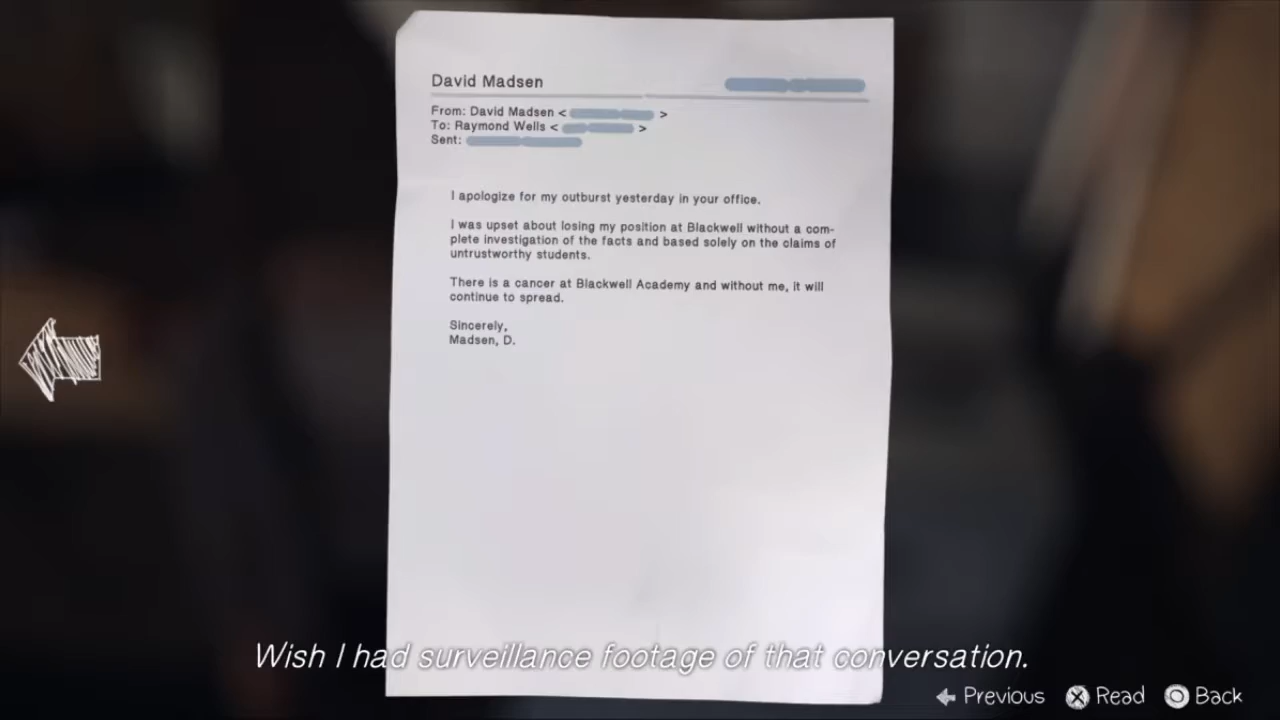 David Madsen
From: David Madsen < >
To: Raymond Wells < >
Sent:
I apologize for my outburst yesterday in your office.
I was upset about losing my position at Blackwell without a com-
plete investigation of the facts and based solely on the claims of
untrustworthy students.
There is a cancer at Blackwell Academy and without me, it will
continue to spread.
Sincerely,
Madsen, D.
Wish I had surveillance footage of that conversation.
Previous Read Back